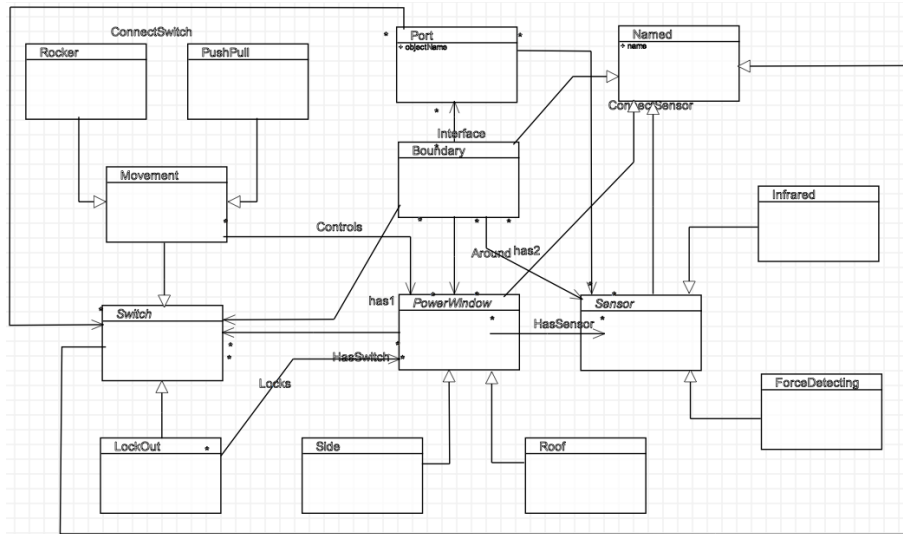 ConnectSwitch
* Port *
+ objectName
Named
+ name
Rocker
PushPull
ConnectSensor
*
Interface
*
Boundary
Movement
*
Infrared
* * *
Controls
Around
has2
has1
* *
PowerWindow
*
Sensor
*
Switch
* *
HasSensor
*
*
*
HasSwitch
*
Locks
ForceDetecting
LockOut *
Side
Roof